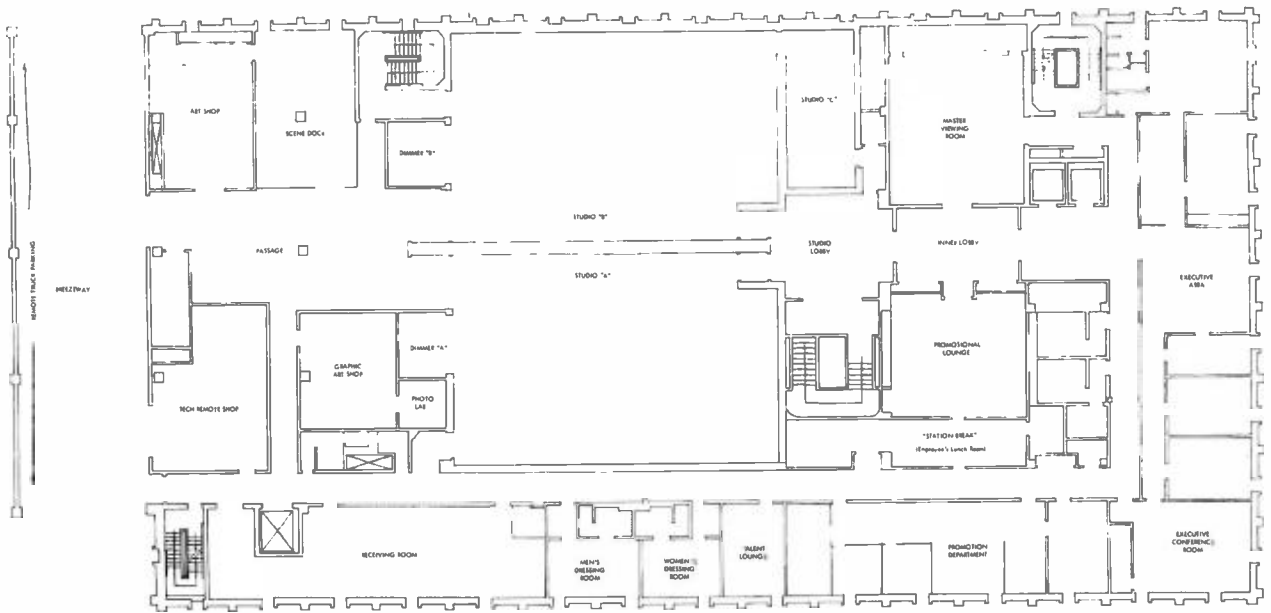 ART SHOP
SCENE DOCK
DIMMER "B"
STUDIO "C"
MASTER
VIEWING
ROOM
STUDIO "B"
STUDIO
LOBBY
INNER LOBBY
PASSAGE
STUDIO "A"
EXECUTIVE
AREA
REMOTE TRUCK PARKING
BREEZEWAY
TECH REMOTE SHOP
GRAPHIC
ART SHOP
DIMMER "A"
PHOTO
LAB
PROMOTIONAL
LOUNGE
"STATION BREAK"
(Employee's Lunch Room)
RECEIVING ROOM
MEN'S
DRESSING
ROOM
WOMEN'S
DRESSING
ROOM
TALENT
LOUNGE
PROMOTION
DEPARTMENT
EXECUTIVE
CONFERENCE
ROOM